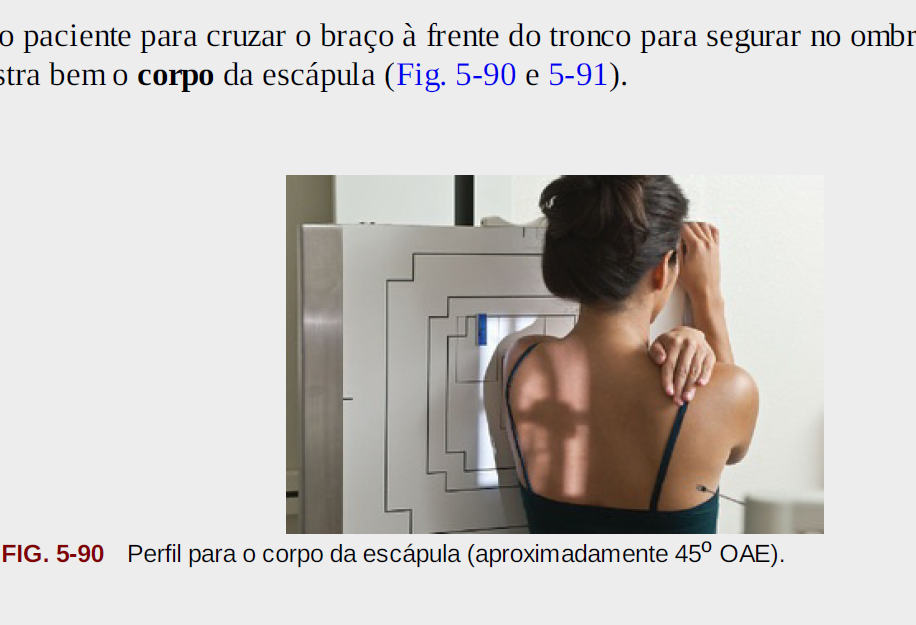 o paciente para cruzar o braço à frente do tronco para segurar no ombr
stra bem o corpo da escápula (Fig. 5-90 e 5-91).
FIG. 5-90 Perfil para o corpo da escápula (aproximadamente 45º OAE).